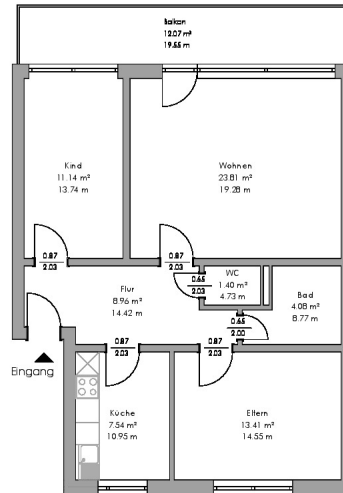 Balkon
12.07 m²
19.55 m
Kind
11.14 m²
13.74 m
Wohnen
23.81 m²
19.28 m
0.87
2.03
0.87
2.03
0.65
2.03
WC
1.40 m²
4.73 m
Flur
8.96 m²
14.42 m
Bad
4.08 m²
8.77 m
0.65
2.00
0.87
2.03
0.87
2.03
Eingang
Küche
7.54 m²
10.95 m
Eltern
13.41 m²
14.55 m